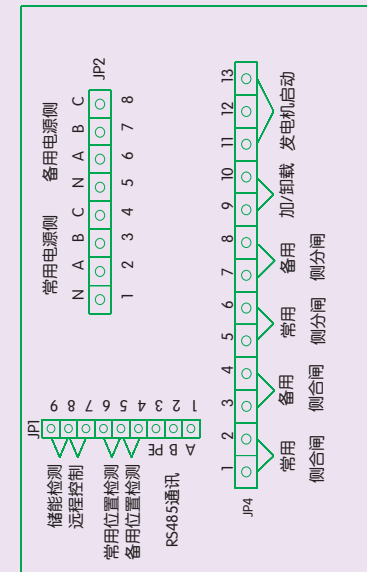 常用电源侧 备用电源侧
N A B C N A B C JP2
1 2 3 4 5 6 7 8
JP1
9 8 7 6 5 4 3 2 1
PE B A
储能检测
远程控制
常用位置检测
备用位置检测
RS485通讯
1 2 3 4 5 6 7 8 9 10 11 12 13
JP4
常用
侧合闸
备用
侧合闸
常用
侧分闸
备用
侧分闸
加/卸载
发电机启动